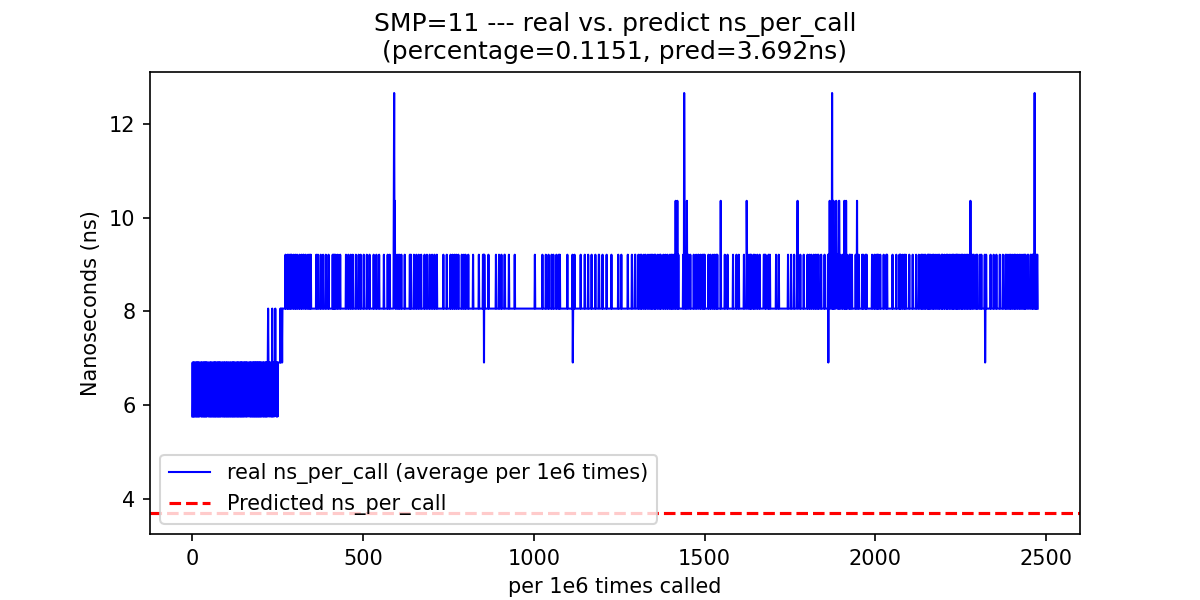 SMP=11 --- real vs. predict ns_per_call
(percentage=0.1151, pred=3.692ns)
Nanoseconds (ns)
12
10
8
6
4
real ns_per_call (average per 1e6 times)
Predicted ns_per_call
0
500
1000
1500
2000
2500
per 1e6 times called